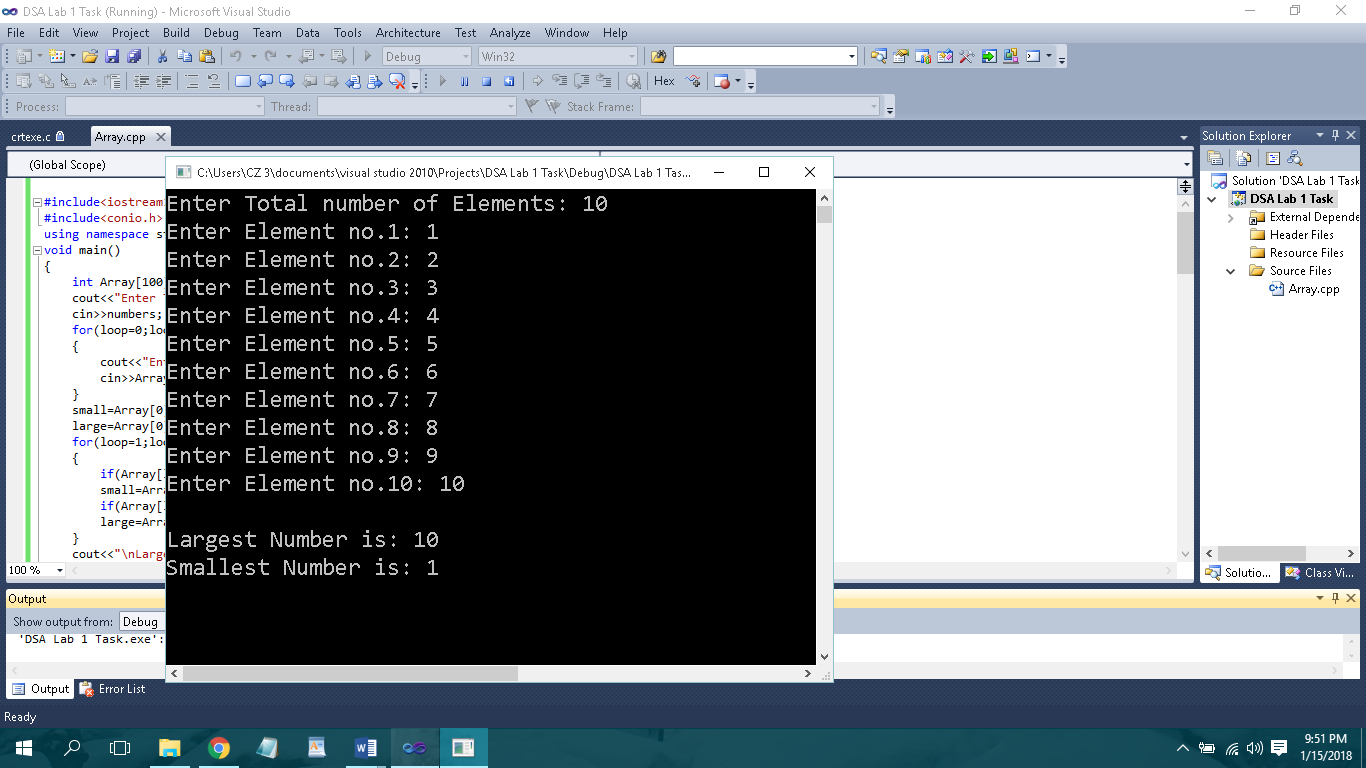 DSA Lab 1 Task (Running) - Microsoft Visual Studio
File Edit View Project Build Debug Team Data Tools Architecture Test Analyze Window Help
Debug Win32
Hex
Process: Thread: Stack Frame:
crtexe.c Array.cpp
(Global Scope)
C:\Users\CZ 3\documents\visual studio 2010\Projects\DSA Lab 1 Task\Debug\DSA Lab 1 Tas...
Enter Total number of Elements: 10
Enter Element no.1: 1
Enter Element no.2: 2
Enter Element no.3: 3
Enter Element no.4: 4
Enter Element no.5: 5
Enter Element no.6: 6
Enter Element no.7: 7
Enter Element no.8: 8
Enter Element no.9: 9
Enter Element no.10: 10
Largest Number is: 10
Smallest Number is: 1
#include<iostream
#include<conio.h>
using namespace st
void main()
{
int Array[100
cout<<"Enter
cin>>numbers;
for(loop=0;loo
{
cout<<"Ent
cin>>Array
}
small=Array[0
large=Array[0
for(loop=1;loo
{
if(Array[
small=Arra
if(Array[
large=Arra
}
cout<<"\nLarge
100 %
Solution Explorer
Solution 'DSA Lab 1 Task
DSA Lab 1 Task
External Depende
Header Files
Resource Files
Source Files
Array.cpp
Solutio... Class Vi...
Output
Show output from: Debug
'DSA Lab 1 Task.exe':
Output Error List
Ready
9:51 PM
1/15/2018